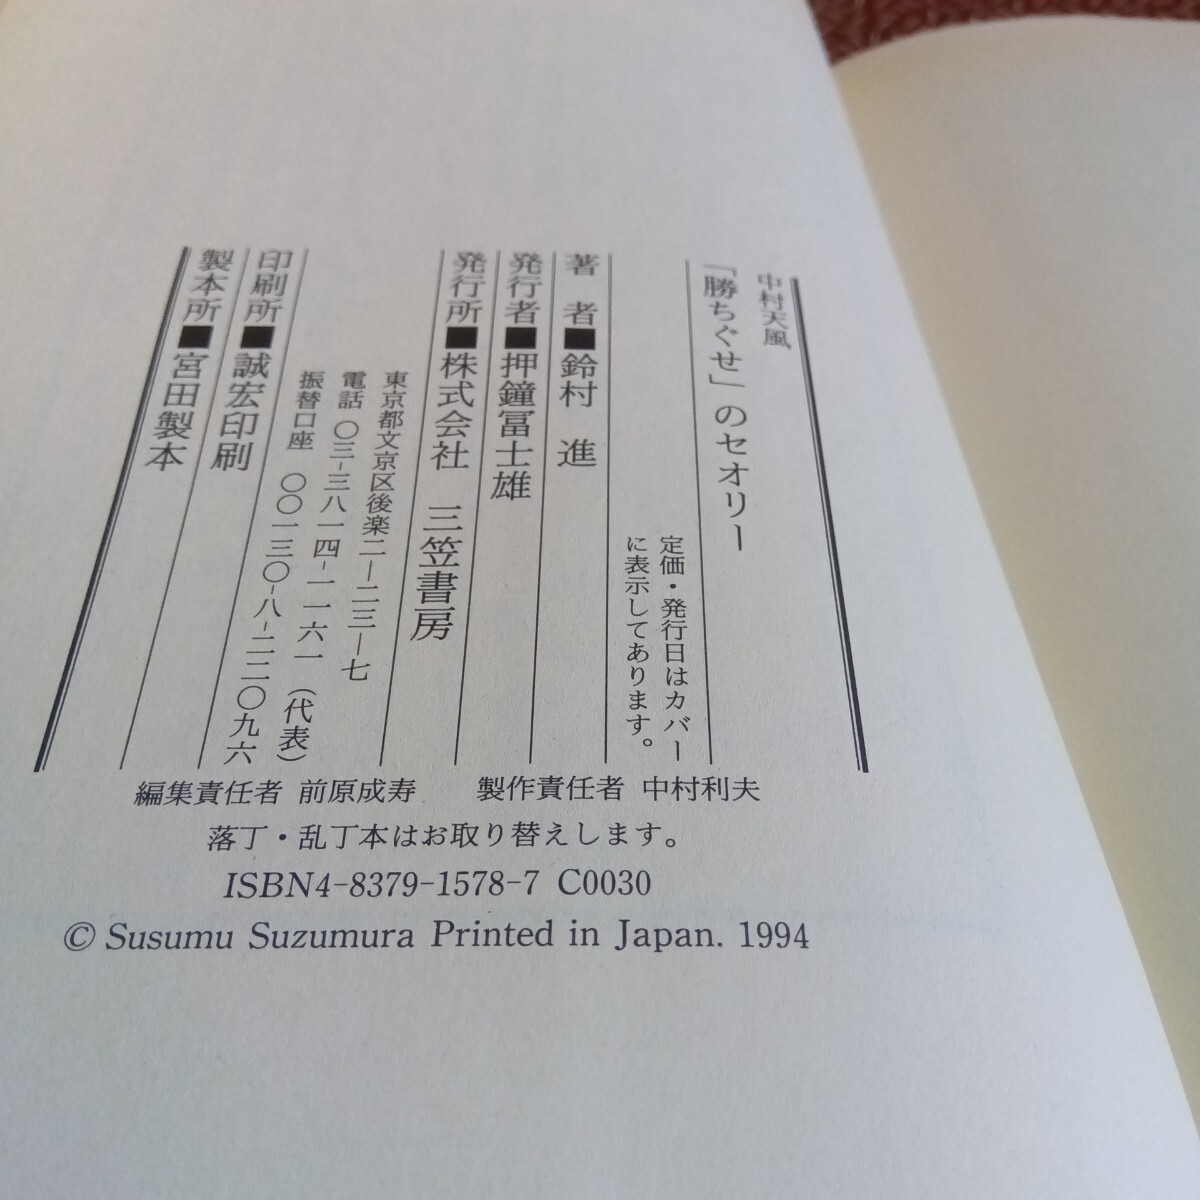 中村天風
「勝ちぐせ」のセオリー
定価・発行日はカバー
に表示してあります。
著　者■鈴村　進
発行者■押鐘冨士雄
発行所■株式会社　三笠書房
東京都文京区後楽二―二三―七
電話　〇三-三八一四-一一六一（代表）
振替口座　〇〇一三〇-八-二二〇九六
印刷所■誠宏印刷
製本所■宮田製本
編集責任者 前原成寿　　製作責任者 中村利夫
落丁・乱丁本はお取り替えします。
ISBN4-8379-1578-7 C0030
© Susumu Suzumura Printed in Japan. 1994